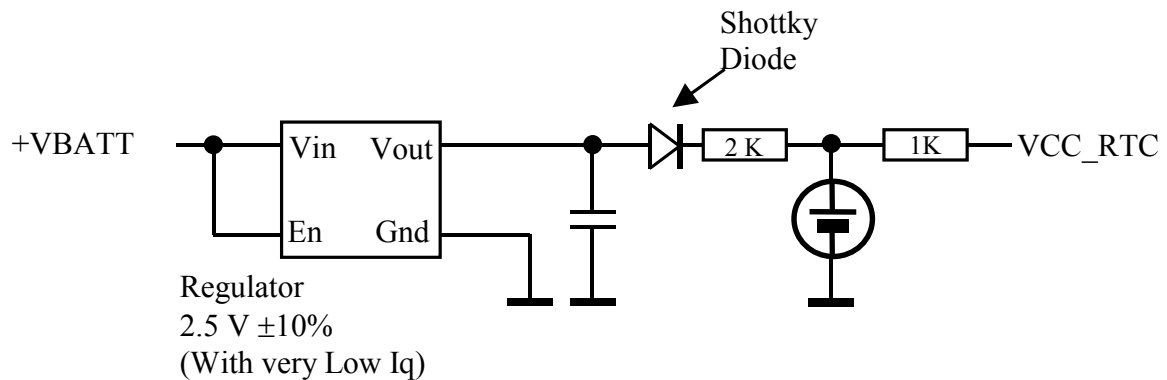 Shottky
Diode
+VBATT
Vin
Vout
2 K
1K
VCC_RTC
En
Gnd
Regulator
2.5 V ±10%
(With very Low Iq)